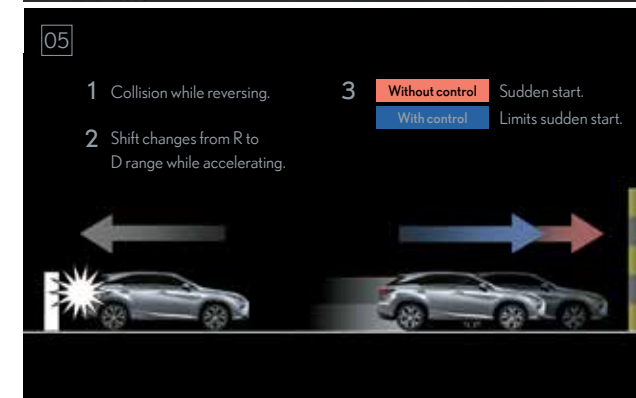 05
1 Collision while reversing.
2 Shift changes from R to
D range while accelerating.
3 Without control Sudden start.
With control Limits sudden start.